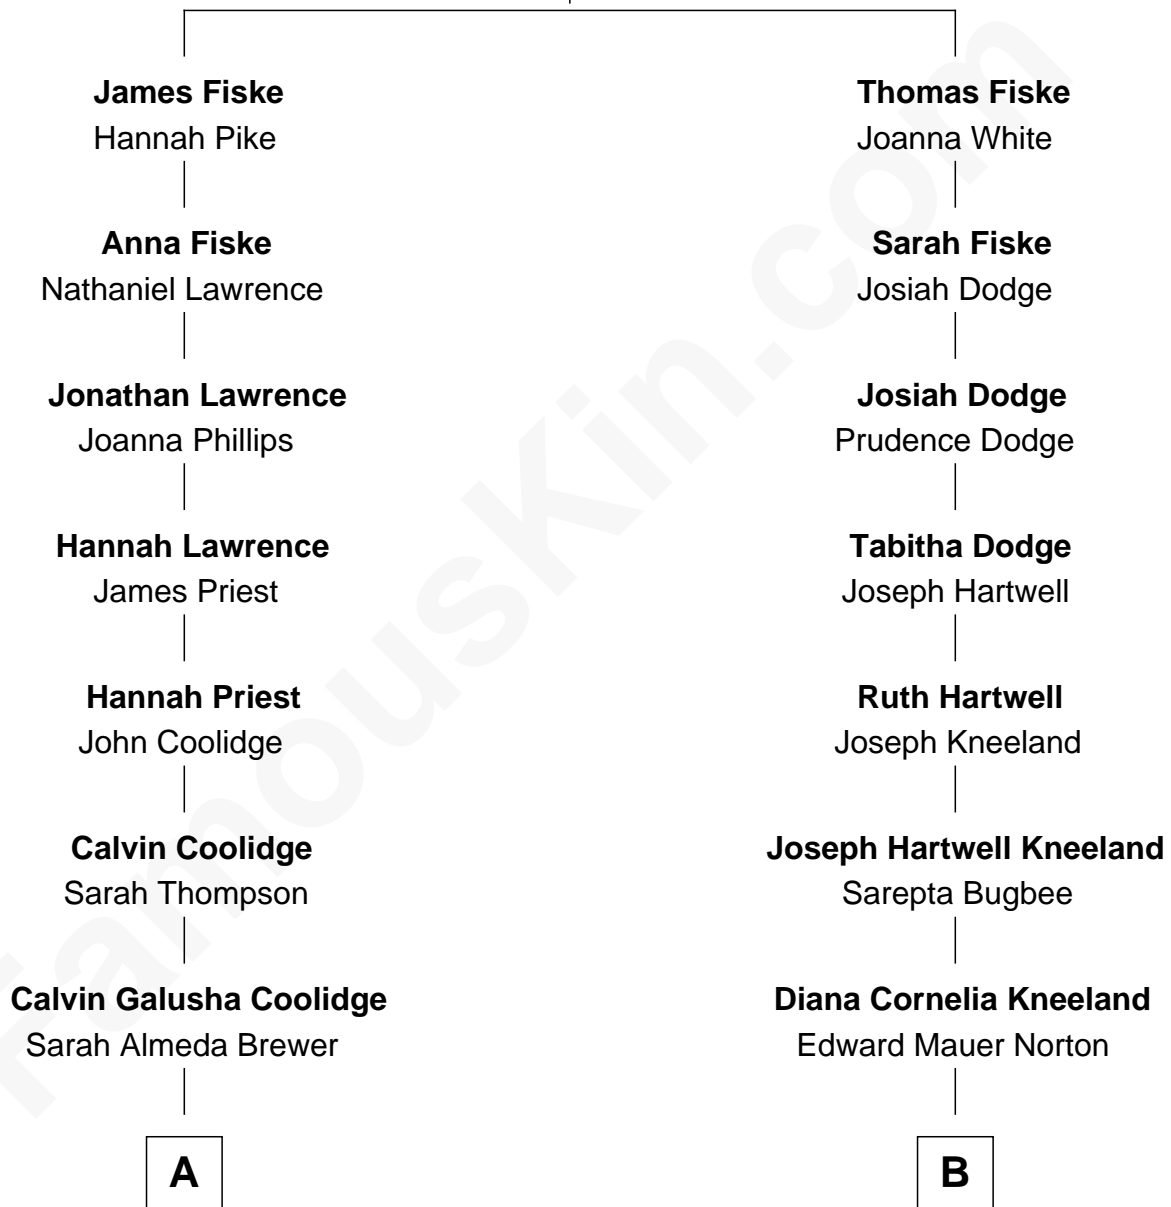 James Fiske
Hannah Pike
Anna Fiske
Nathaniel Lawrence
Jonathan Lawrence
Joanna Phillips
Hannah Lawrence
James Priest
Hannah Priest
John Coolidge
Calvin Coolidge
Sarah Thompson
Calvin Galusha Coolidge
Sarah Almeda Brewer
A
Thomas Fiske
Joanna White
Sarah Fiske
Josiah Dodge
Josiah Dodge
Prudence Dodge
Tabitha Dodge
Joseph Hartwell
Ruth Hartwell
Joseph Kneeland
Joseph Hartwell Kneeland
Sarepta Bugbee
Diana Cornelia Kneeland
Edward Mauer Norton
B
FamousKin.com